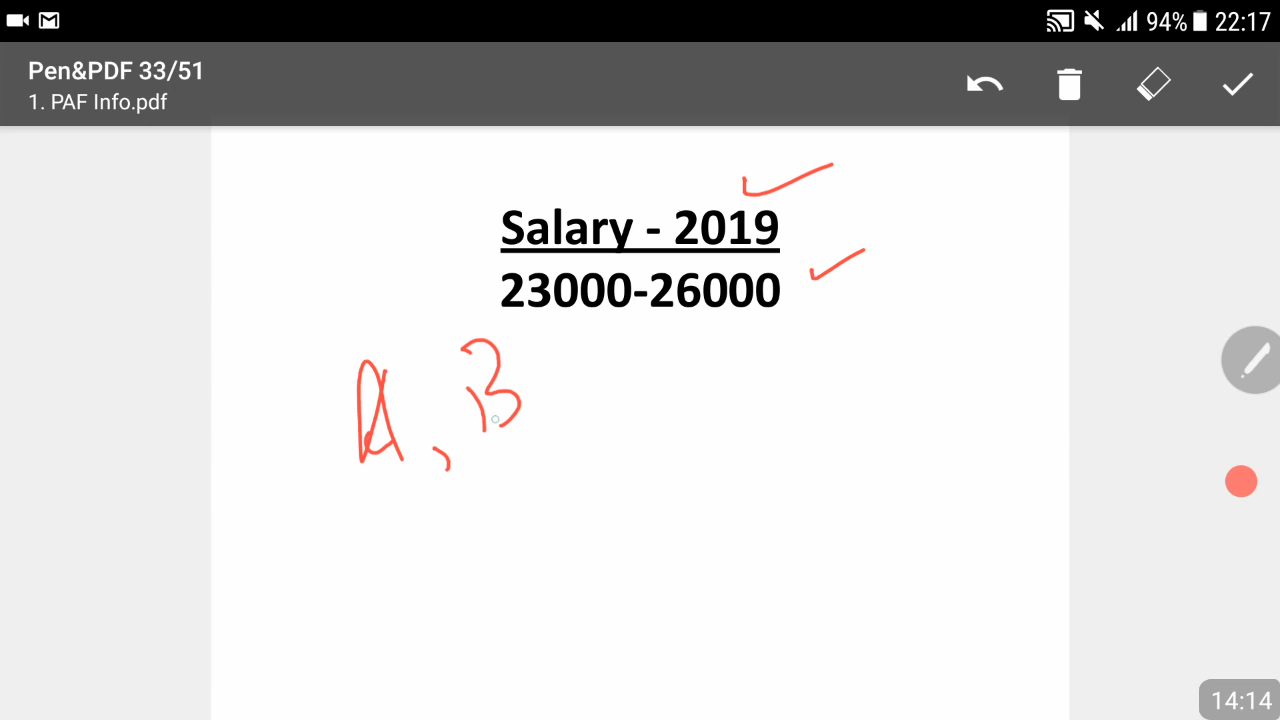 94% 22:17
Pen&PDF 33/51
1. PAF Info.pdf
Salary - 2019
23000-26000
A, B
14:14